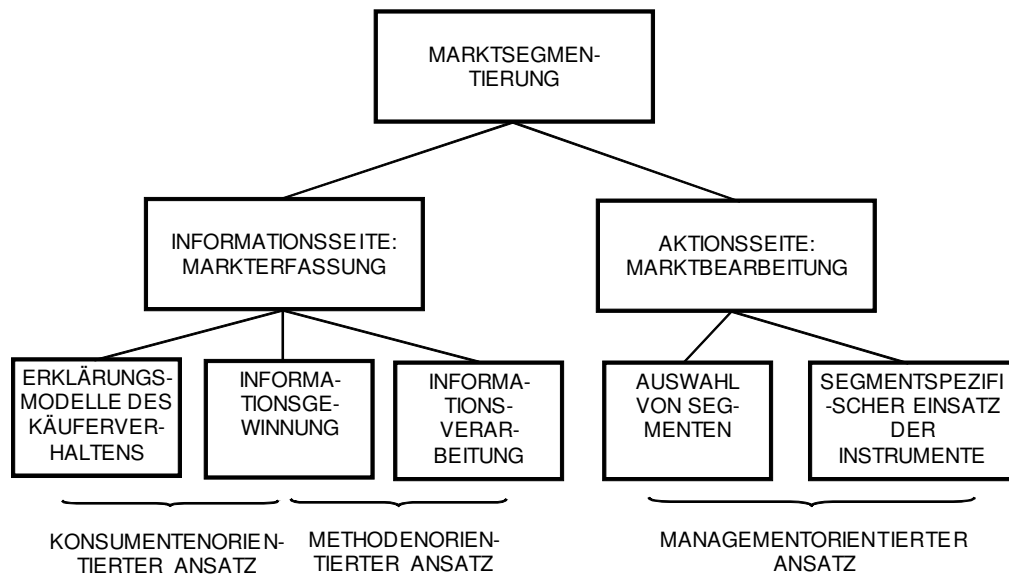 MARKTSEGMEN-
TIERUNG
INFORMATIONSSEITE:
MARKTERFASSUNG
AKTIONSSEITE:
MARKTBEARBEITUNG
ERKLÄRUNGS-
MODELLE DES
KÄUFERVER-
HALTENS
INFORMA-
TIONSGE-
WINNUNG
INFORMA-
TIONS-
VERAR-
BEITUNG
AUSWAHL
VON SEG-
MENTEN
SEGMENTSPEZIFI
-SCHER EINSATZ
DER
INSTRUMENTE
KONSUMENTENORIEN-
TIERTER ANSATZ
METHODENORIEN-
TIERTER ANSATZ
MANAGEMENTORIENTIERTER
ANSATZ